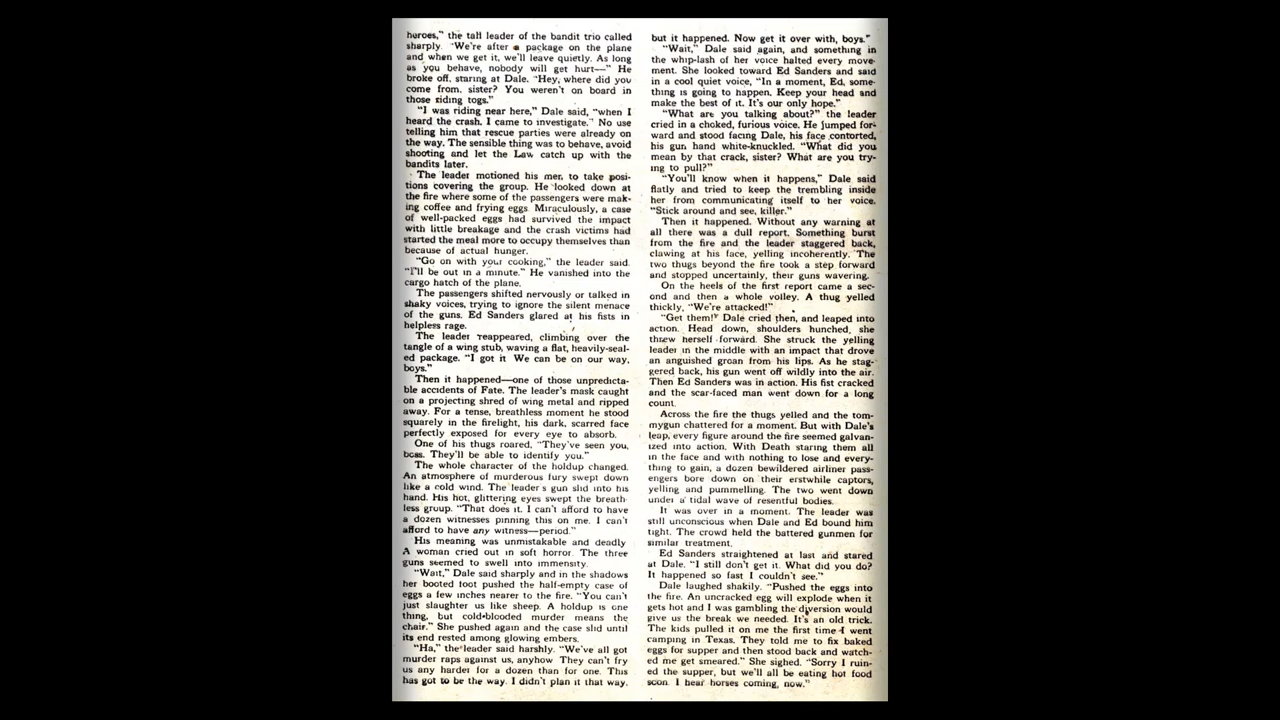 heroes," the tall leader of the bandit trio called
sharply. "We're after a package on the plane
and when we get it, we'll leave quietly. As long
as you behave, nobody will get hurt—" He
broke off, staring at Dale. "Hey, where did you
come from, sister? You weren't on board in
those riding togs."
"I was riding near here," Dale said, "when I
heard the crash. I came to investigate." No use
telling him that rescue parties were already on
the way. The sensible thing was to behave, avoid
shooting and let the Law catch up with the
bandits later.
The leader motioned his men to take posi-
tions covering the group. He looked down at
the fire where some of the passengers were mak-
ing coffee and frying eggs. Miraculously, a case
of well-packed eggs had survived the impact
with little breakage and the crash victims had
started the meal more to occupy themselves than
because of actual hunger.
"Go on with your cooking," the leader said.
"I'll be out in a minute." He vanished into the
cargo hatch of the plane.
The passengers shifted nervously or talked in
shaky voices, trying to ignore the silent menace
of the guns. Ed Sanders glared at his fists in
helpless rage.
The leader reappeared, climbing over the
tangle of a wing stub, waving a flat, heavily-seal-
ed package. "I got it We can be on our way,
boys."
Then it happened—one of those unpredicta-
ble accidents of Fate. The leader's mask caught
on a projecting shred of wing metal and ripped
away. For a tense, breathless moment he stood
squarely in the firelight, his dark, scarred face
perfectly exposed for every eye to absorb.
One of his thugs roared, "They've seen you,
boss. They'll be able to identify you."
The whole character of the holdup changed.
An atmosphere of murderous fury swept down
like a cold wind. The leader's gun slid into his
hand. His hot, glittering eyes swept the breath-
less group. "That does it. I can't afford to have
a dozen witnesses pinning this on me. I can't
afford to have any witness—period."
His meaning was unmistakable and deadly
A woman cried out in soft horror. The three
guns seemed to swell into immensity.
"Wait," Dale said sharply and in the shadows
her booted foot pushed the half-empty case of
eggs a few inches nearer to the fire. "You can't
just slaughter us like sheep. A holdup is one
thing, but cold-blooded murder means the
chair." She pushed again and the case slid until
its end rested among glowing embers.
"Ha," the leader said harshly. "We've all got
murder raps against us, anyhow They can't fry
us any harder for a dozen than for one. This
has got to be the way. I didn't plan it that way,
but it happened. Now get it over with, boys."
"Wait," Dale said again, and something in
the whip-lash of her voice halted every move-
ment. She looked toward Ed Sanders and said
in a cool quiet voice, "In a moment, Ed, some-
thing is going to happen. Keep your head and
make the best of it. It's our only hope."
"What are you talking about?" the leader
cried in a choked, furious voice. He jumped for-
ward and stood facing Dale, his face contorted,
his gun hand white-knuckled. "What did you
mean by that crack, sister? What are you try-
ing to pull?"
"You'll know when it happens," Dale said
flatly and tried to keep the trembling inside
her from communicating itself to her voice.
"Stick around and see, killer."
Then it happened. Without any warning at
all there was a dull report. Something burst
from the fire and the leader staggered back,
clawing at his face, yelling incoherently. The
two thugs beyond the fire took a step forward
and stopped uncertainly, their guns wavering.
On the heels of the first report came a sec-
ond and then a whole volley. A thug yelled
thickly, "We're attacked!"
"Get them!" Dale cried then, and leaped into
action. Head down, shoulders hunched, she
threw herself forward. She struck the yelling
leader in the middle with an impact that drove
an anguished groan from his lips. As he stag-
gered back, his gun went off wildly into the air.
Then Ed Sanders was in action. His fist cracked
and the scar-faced man went down for a long
count.
Across the fire the thugs yelled and the tom-
mygun chattered for a moment. But with Dale's
leap, every figure around the fire seemed galvan-
ized into action. With Death staring them all
in the face and with nothing to lose and every-
thing to gain, a dozen bewildered airliner pass-
engers bore down on their erstwhile captors,
yelling and pummelling. The two went down
under a tidal wave of resentful bodies.
It was over in a moment. The leader was
still unconscious when Dale and Ed bound him
tight. The crowd held the battered gunmen for
similar treatment.
Ed Sanders straightened at last and stared
at Dale. "I still don't get it. What did you do?
It happened so fast I couldn't see."
Dale laughed shakily. "Pushed the eggs into
the fire. An uncracked egg will explode when it
gets hot and I was gambling the diversion would
give us the break we needed. It's an old trick.
The kids pulled it on me the first time I went
camping in Texas. They told me to fix baked
eggs for supper and then stood back and watch-
ed me get smeared." She sighed. "Sorry I ruin-
ed the supper, but we'll all be eating hot food
soon. I hear horses coming, now."